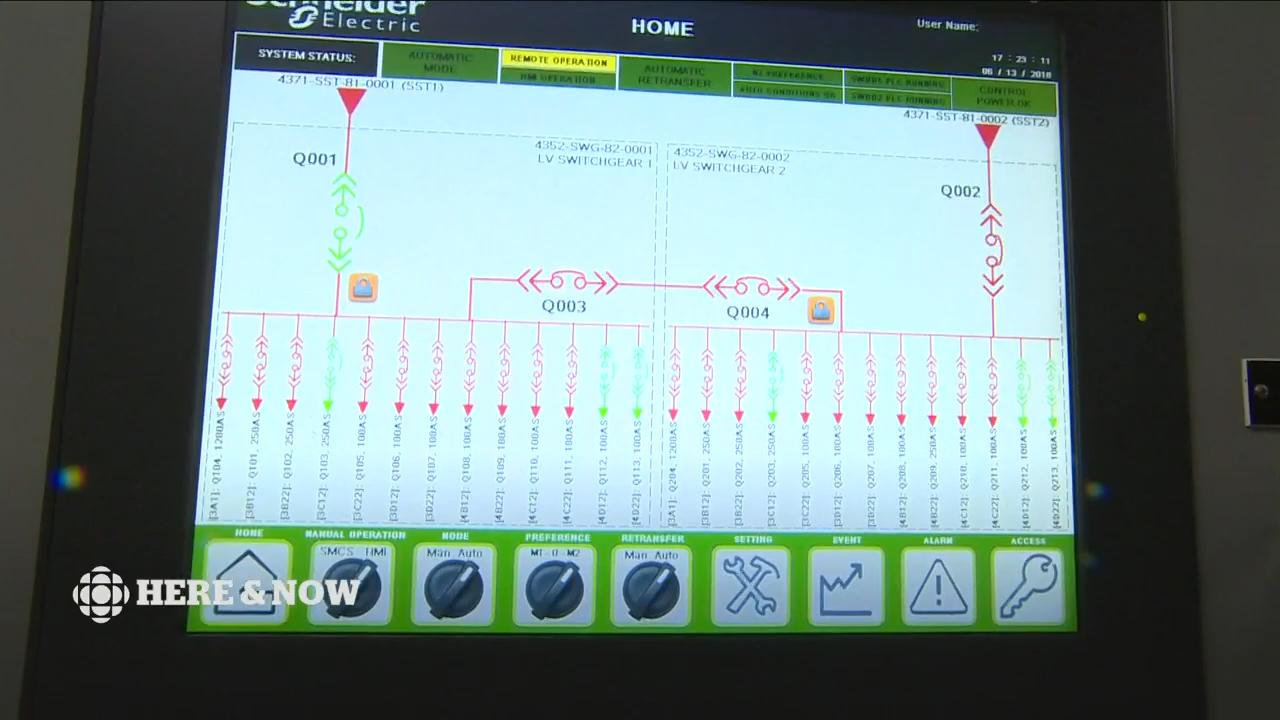 Schneider
Electric
HOME
User Name:
SYSTEM STATUS:
AUTOMATIC
MODE
REMOTE OPERATION
HMI OPERATION
AUTOMATIC
RETRANSFER
CONTROL
POWER OK
17 : 23 : 11
06 / 13 / 2018
4371-SST-81-0001 (SST1)
4371-SST-81-0002 (SST2)
4352-SWG-82-0001
LV SWITCHGEAR 1
4352-SWG-82-0002
LV SWITCHGEAR 2
Q001
Q002
Q003
Q004
[3A1]: Q104, 1200AS
[3B12]: Q101, 250AS
[3B22]: Q102, 250AS
[3C12]: Q103, 250AS
[3C22]: Q105, 100AS
[3D12]: Q106, 100AS
[3D22]: Q107, 100AS
[4B12]: Q108, 100AS
[4B22]: Q109, 100AS
[4C12]: Q110, 100AS
[4C22]: Q111, 100AS
[4D12]: Q112, 100AS
[4D22]: Q113, 100AS
[3A1]: Q204, 1200AS
[3B12]: Q201, 250AS
[3B22]: Q202, 250AS
[3C12]: Q203, 250AS
[3C22]: Q205, 100AS
[3D12]: Q206, 100AS
[3D22]: Q207, 100AS
[4B12]: Q208, 100AS
[4B22]: Q209, 250AS
[4C12]: Q210, 100AS
[4C22]: Q211, 100AS
[4D12]: Q212, 100AS
[4D22]: Q213, 100AS
HOME
MANUAL OPERATION
MODE
PREFERENCE
RETRANSFER
SETTING
EVENT
ALARM
ACCESS
SMCS HMI
Man Auto
M1-0-M2
Man Auto
HERE & NOW